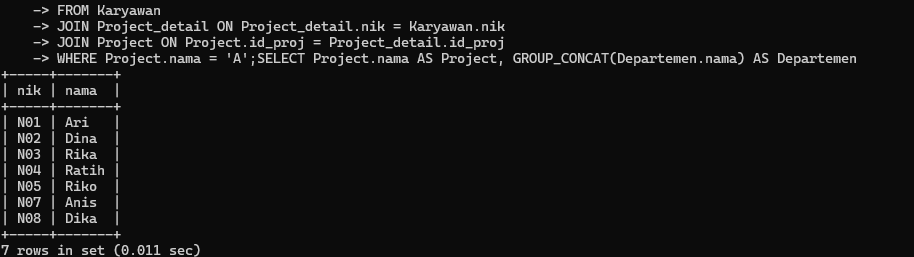 -> FROM Karyawan
    -> JOIN Project_detail ON Project_detail.nik = Karyawan.nik
    -> JOIN Project ON Project.id_proj = Project_detail.id_proj
    -> WHERE Project.nama = 'A';SELECT Project.nama AS Project, GROUP_CONCAT(Departemen.nama) AS Departemen
+-----+-------+
| nik | nama  |
+-----+-------+
| N01 | Ari   |
| N02 | Dina  |
| N03 | Rika  |
| N04 | Ratih |
| N05 | Riko  |
| N07 | Anis  |
| N08 | Dika  |
+-----+-------+
7 rows in set (0.011 sec)